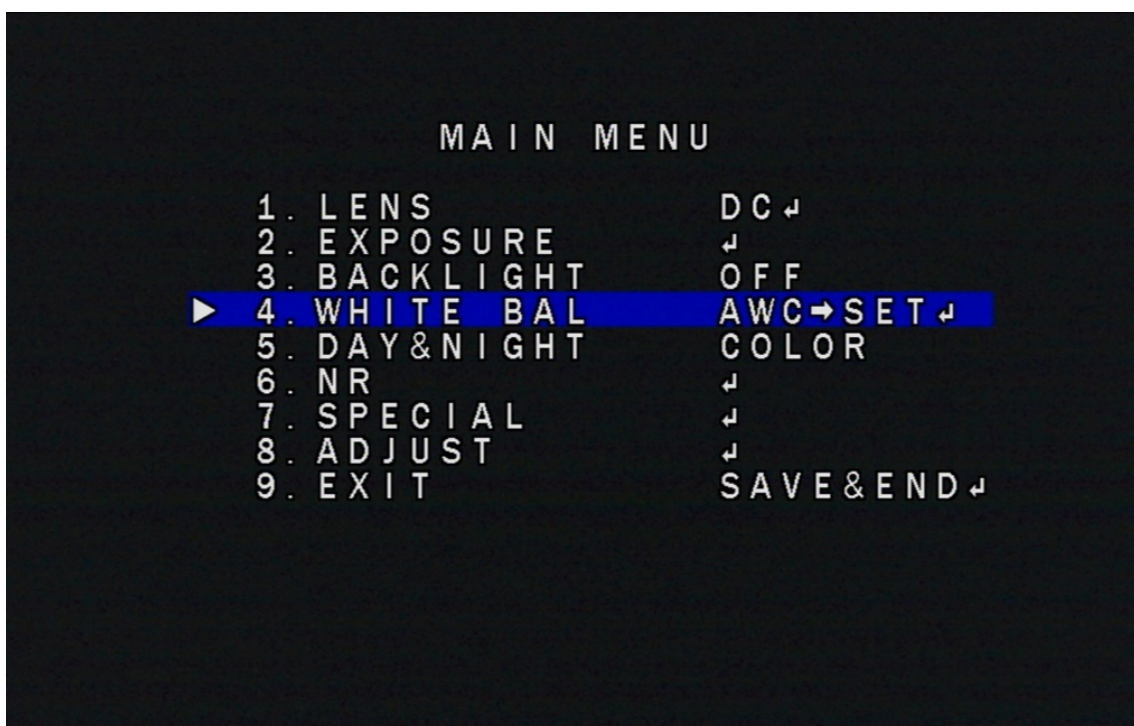 MAIN MENU
1. LENS DC↲
2. EXPOSURE ↲
3. BACKLIGHT OFF
▶ 4. WHITE BAL AWC→SET↲
5. DAY&NIGHT COLOR
6. NR ↲
7. SPECIAL ↲
8. ADJUST ↲
9. EXIT SAVE&END↲